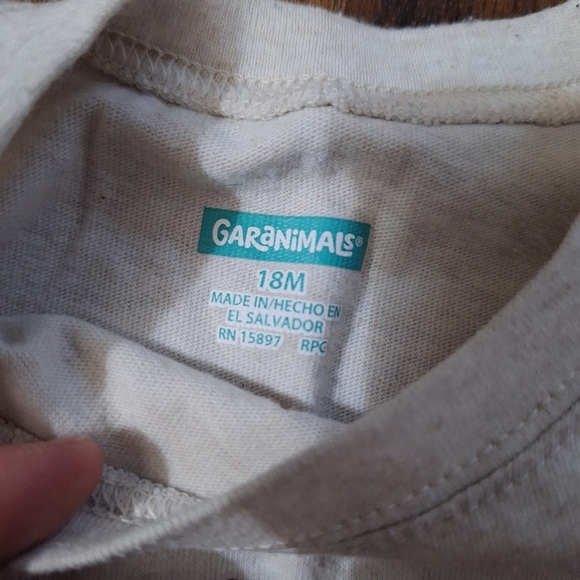 GARANIMALS®
18M
MADE IN/HECHO EN
EL SALVADOR
RN 15897 RPC